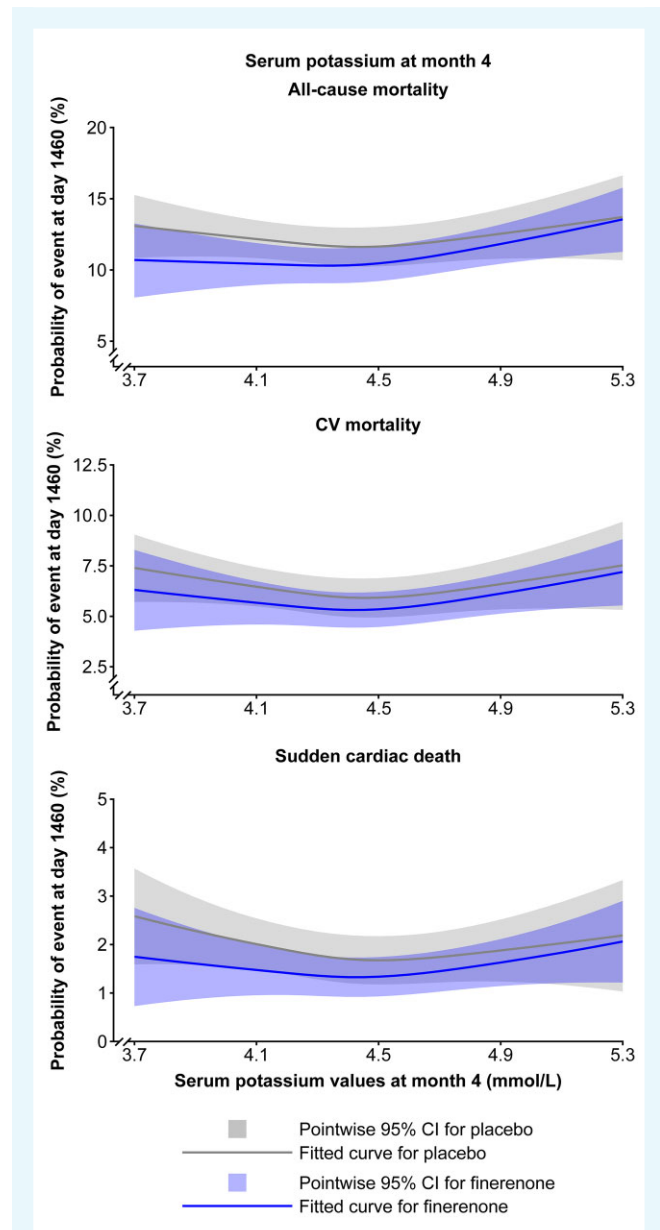 Serum potassium at month 4
All-cause mortality
Probability of event at day 1460 (%)
20
15
10
5
3.7 4.1 4.5 4.9 5.3
CV mortality
Probability of event at day 1460 (%)
12.5
10.0
7.5
5.0
2.5
3.7 4.1 4.5 4.9 5.3
Sudden cardiac death
Probability of event at day 1460 (%)
5
4
3
2
1
0
3.7 4.1 4.5 4.9 5.3
Serum potassium values at month 4 (mmol/L)
Pointwise 95% CI for placebo
Fitted curve for placebo
Pointwise 95% CI for finerenone
Fitted curve for finerenone